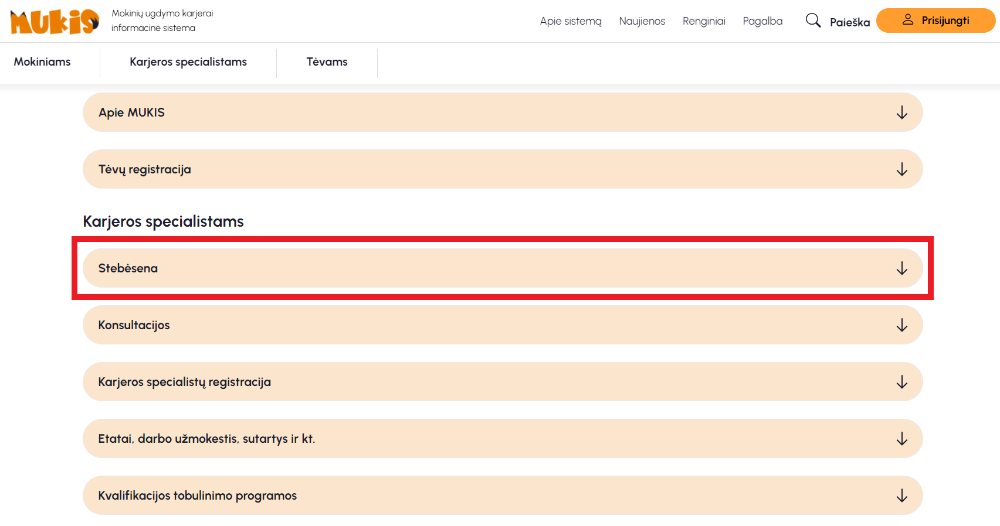 MUKIS
Mokinių ugdymo karjerai
informacinė sistema
Apie sistemą
Naujienos
Renginiai
Pagalba
Paieška
Prisijungti
Mokiniams
Karjeros specialistams
Tėvams
Apie MUKIS
Tėvų registracija
Karjeros specialistams
Stebėsena
Konsultacijos
Karjeros specialistų registracija
Etatai, darbo užmokestis, sutartys ir kt.
Kvalifikacijos tobulinimo programos